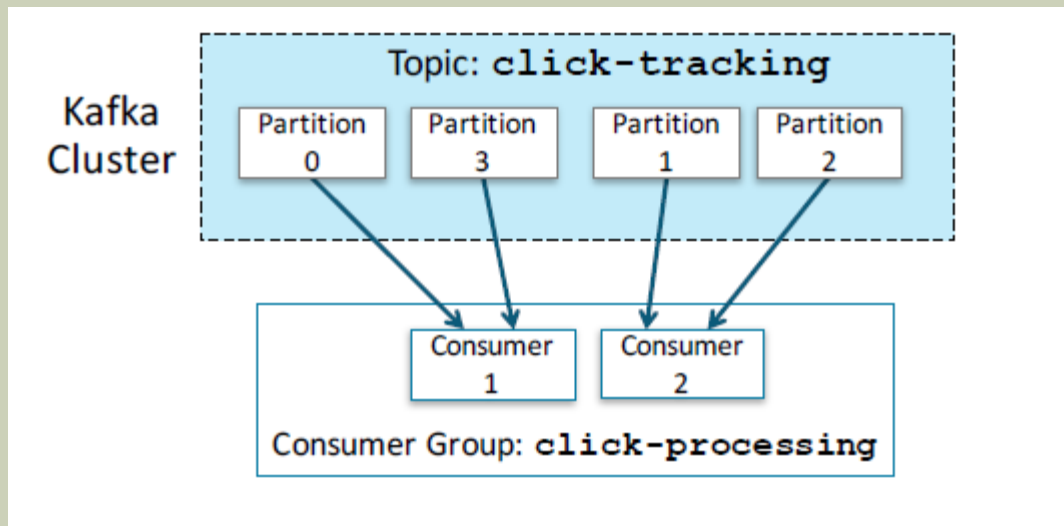 Topic: click-tracking
Kafka
Cluster
Partition
0
Partition
3
Partition
1
Partition
2
Consumer
1
Consumer
2
Consumer Group: click-processing